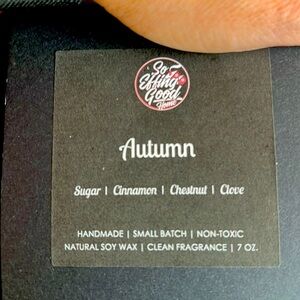 So
Effing
Good
Home
Autumn
Sugar | Cinnamon | Chestnut | Clove
HANDMADE | SMALL BATCH | NON-TOXIC
NATURAL SOY WAX | CLEAN FRAGRANCE | 7 OZ.